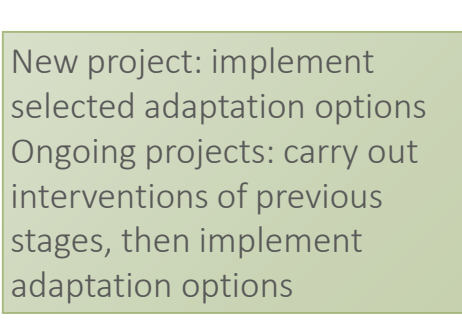 New project: implement
selected adaptation options
Ongoing projects: carry out
interventions of previous
stages, then implement
adaptation options